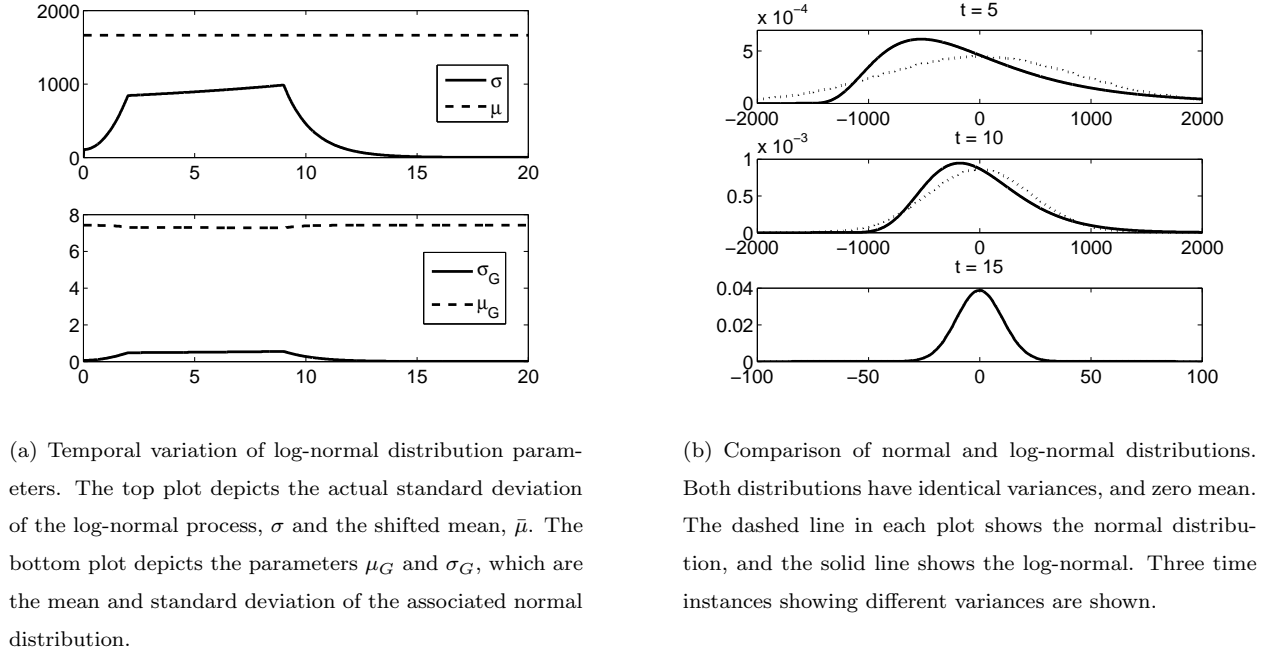 2000
1000
0
0
5
10
15
20
σ
μ
8
6
4
2
0
0
5
10
15
20
σG
μG
(a) Temporal variation of log-normal distribution param-
eters. The top plot depicts the actual standard deviation
of the log-normal process, σ and the shifted mean, μ̄. The
bottom plot depicts the parameters μG and σG, which are
the mean and standard deviation of the associated normal
distribution.
x 10⁻⁴
t = 5
5
0
−2000
−1000
0
1000
2000
x 10⁻³
t = 10
1
0.5
0
−2000
−1000
0
1000
2000
t = 15
0.04
0.02
0
−100
−50
0
50
100
(b) Comparison of normal and log-normal distributions.
Both distributions have identical variances, and zero mean.
The dashed line in each plot shows the normal distribu-
tion, and the solid line shows the log-normal. Three time
instances showing different variances are shown.